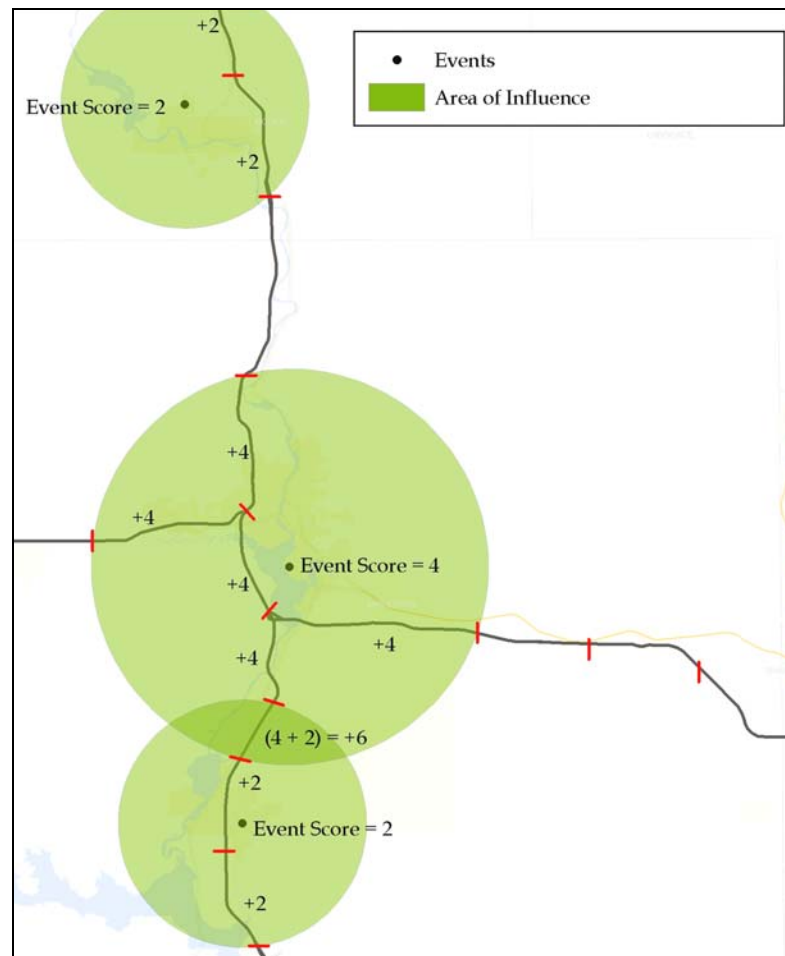 +2
Events
Area of Influence
Event Score = 2
+2
+4
+4
Event Score = 4
+4
+4
+4
(4 + 2) = +6
+2
Event Score = 2
+2